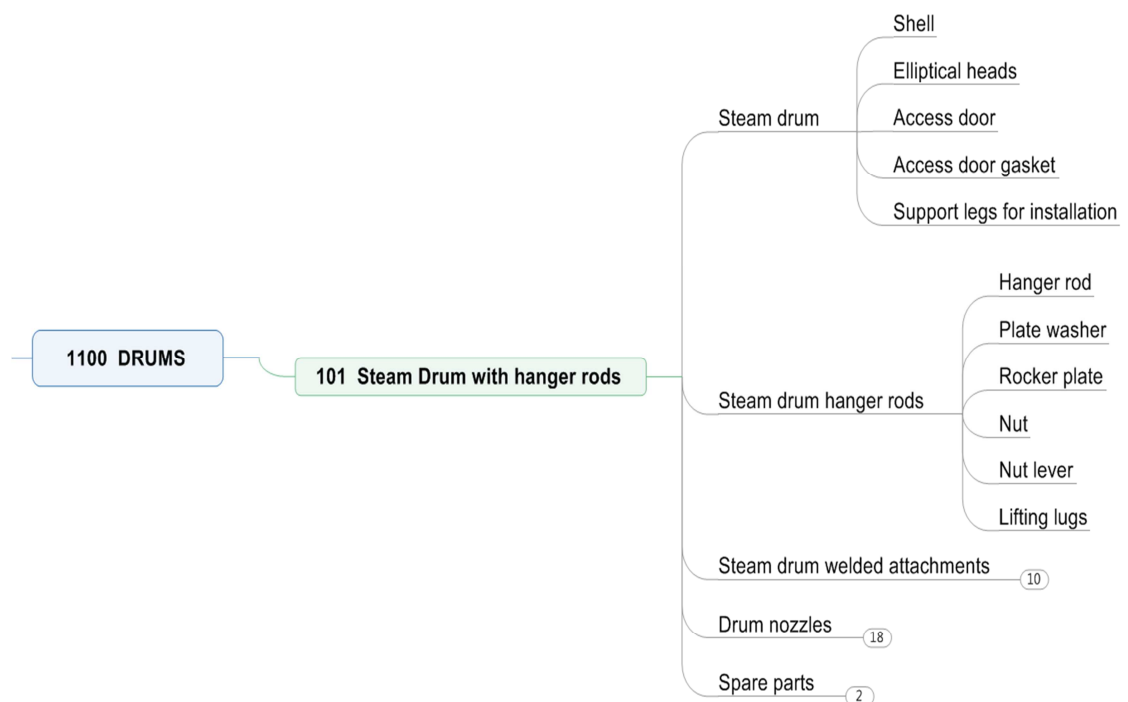 1100 DRUMS
101 Steam Drum with hanger rods
Steam drum
Shell
Elliptical heads
Access door
Access door gasket
Support legs for installation
Steam drum hanger rods
Hanger rod
Plate washer
Rocker plate
Nut
Nut lever
Lifting lugs
Steam drum welded attachments
10
Drum nozzles
18
Spare parts
2